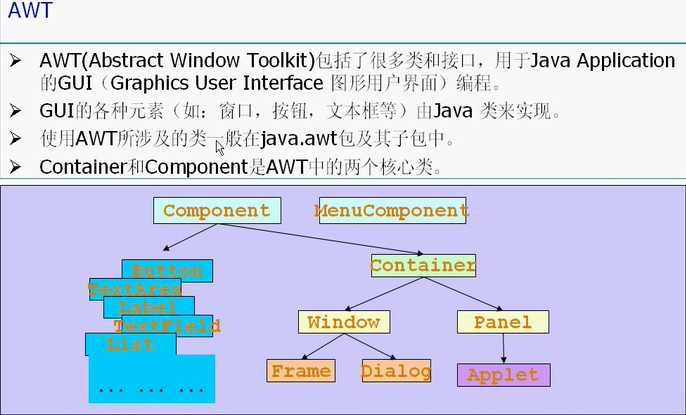 AWT
AWT(Abstract Window Toolkit)包括了很多类和接口，用于Java Application
的GUI（Graphics User Interface 图形用户界面）编程。
GUI的各种元素（如：窗口，按钮，文本框等）由Java 类来实现。
使用AWT所涉及的类一般在java.awt包及其子包中。
Container和Component是AWT中的两个核心类。
Component
MenuComponent
Button
Container
TextArea
Label
TextField
List
Window
Panel
Frame
Dialog
Applet
... ... ...